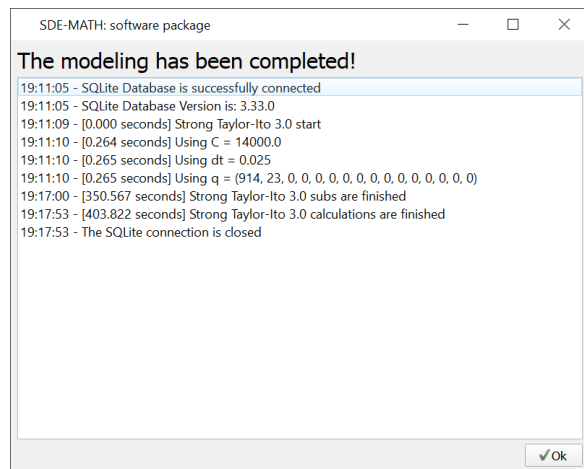 SDE-MATH: software package
The modeling has been completed!
19:11:05 - SQLite Database is successfully connected
19:11:05 - SQLite Database Version is: 3.33.0
19:11:09 - [0.000 seconds] Strong Taylor-Ito 3.0 start
19:11:10 - [0.264 seconds] Using C = 14000.0
19:11:10 - [0.265 seconds] Using dt = 0.025
19:11:10 - [0.265 seconds] Using q = (914, 23, 0, 0, 0, 0, 0, 0, 0, 0, 0, 0, 0, 0, 0, 0)
19:17:00 - [350.567 seconds] Strong Taylor-Ito 3.0 subs are finished
19:17:53 - [403.822 seconds] Strong Taylor-Ito 3.0 calculations are finished
19:17:53 - The SQLite connection is closed
Ok